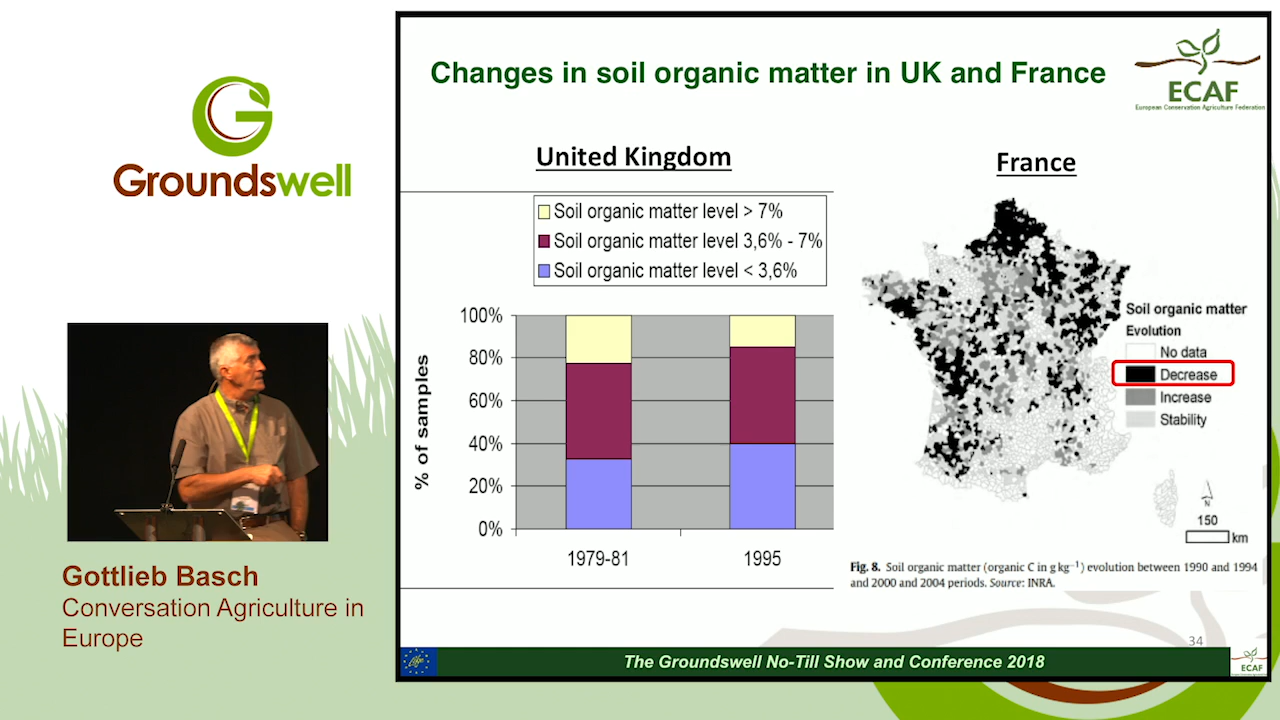 Groundswell
Gottlieb Basch
Conversation Agriculture in
Europe
Changes in soil organic matter in UK and France
ECAF
European Conservation Agriculture Federation
United Kingdom
Soil organic matter level > 7%
Soil organic matter level 3,6% - 7%
Soil organic matter level < 3,6%
% of samples
100%
80%
60%
40%
20%
0%
1979-81
1995
France
Soil organic matter
Evolution
No data
Decrease
Increase
Stability
N
150
km
Fig. 8. Soil organic matter (organic C in g kg⁻¹) evolution between 1990 and 1994
and 2000 and 2004 periods. Source: INRA.
34
life
The Groundswell No-Till Show and Conference 2018
ECAF